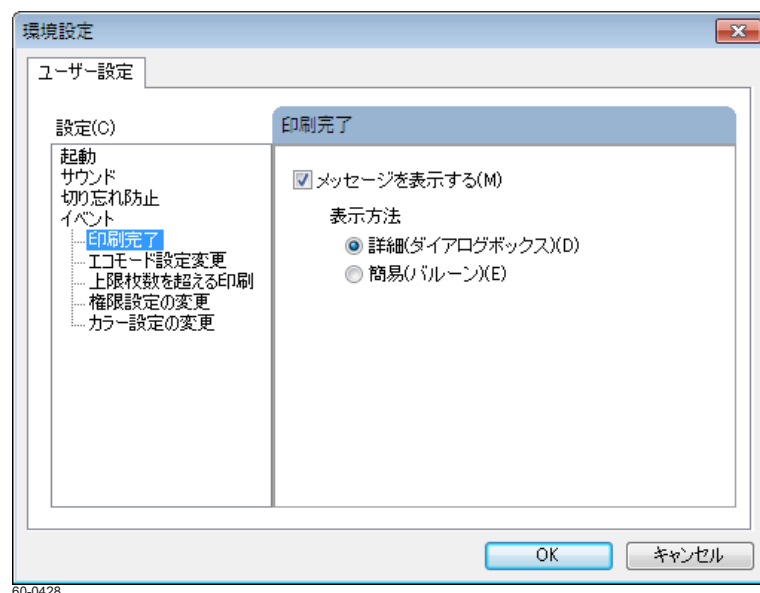 環境設定
ユーザー設定
設定(C)
起動
サウンド
切り忘れ防止
イベント
印刷完了
エコモード設定変更
上限枚数を超える印刷
権限設定の変更
カラー設定の変更
印刷完了
メッセージを表示する(M)
表示方法
詳細(ダイアログボックス)(D)
簡易(バルーン)(E)
OK
キャンセル
60-0428